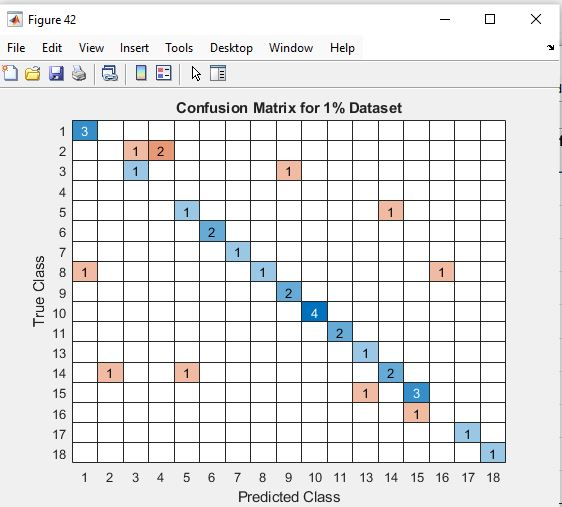 Figure 42
File Edit View Insert Tools Desktop Window Help
Confusion Matrix for 1% Dataset
True Class
1 3
2 1 2
3 1 1
4
5 1 1
6 2
7 1
8 1 1 1
9 2
10 4
11 2
13 1
14 1 1 2
15 1 3
16 1
17 1
18 1
1 2 3 4 5 6 7 8 9 10 11 13 14 15 16 17 18
Predicted Class